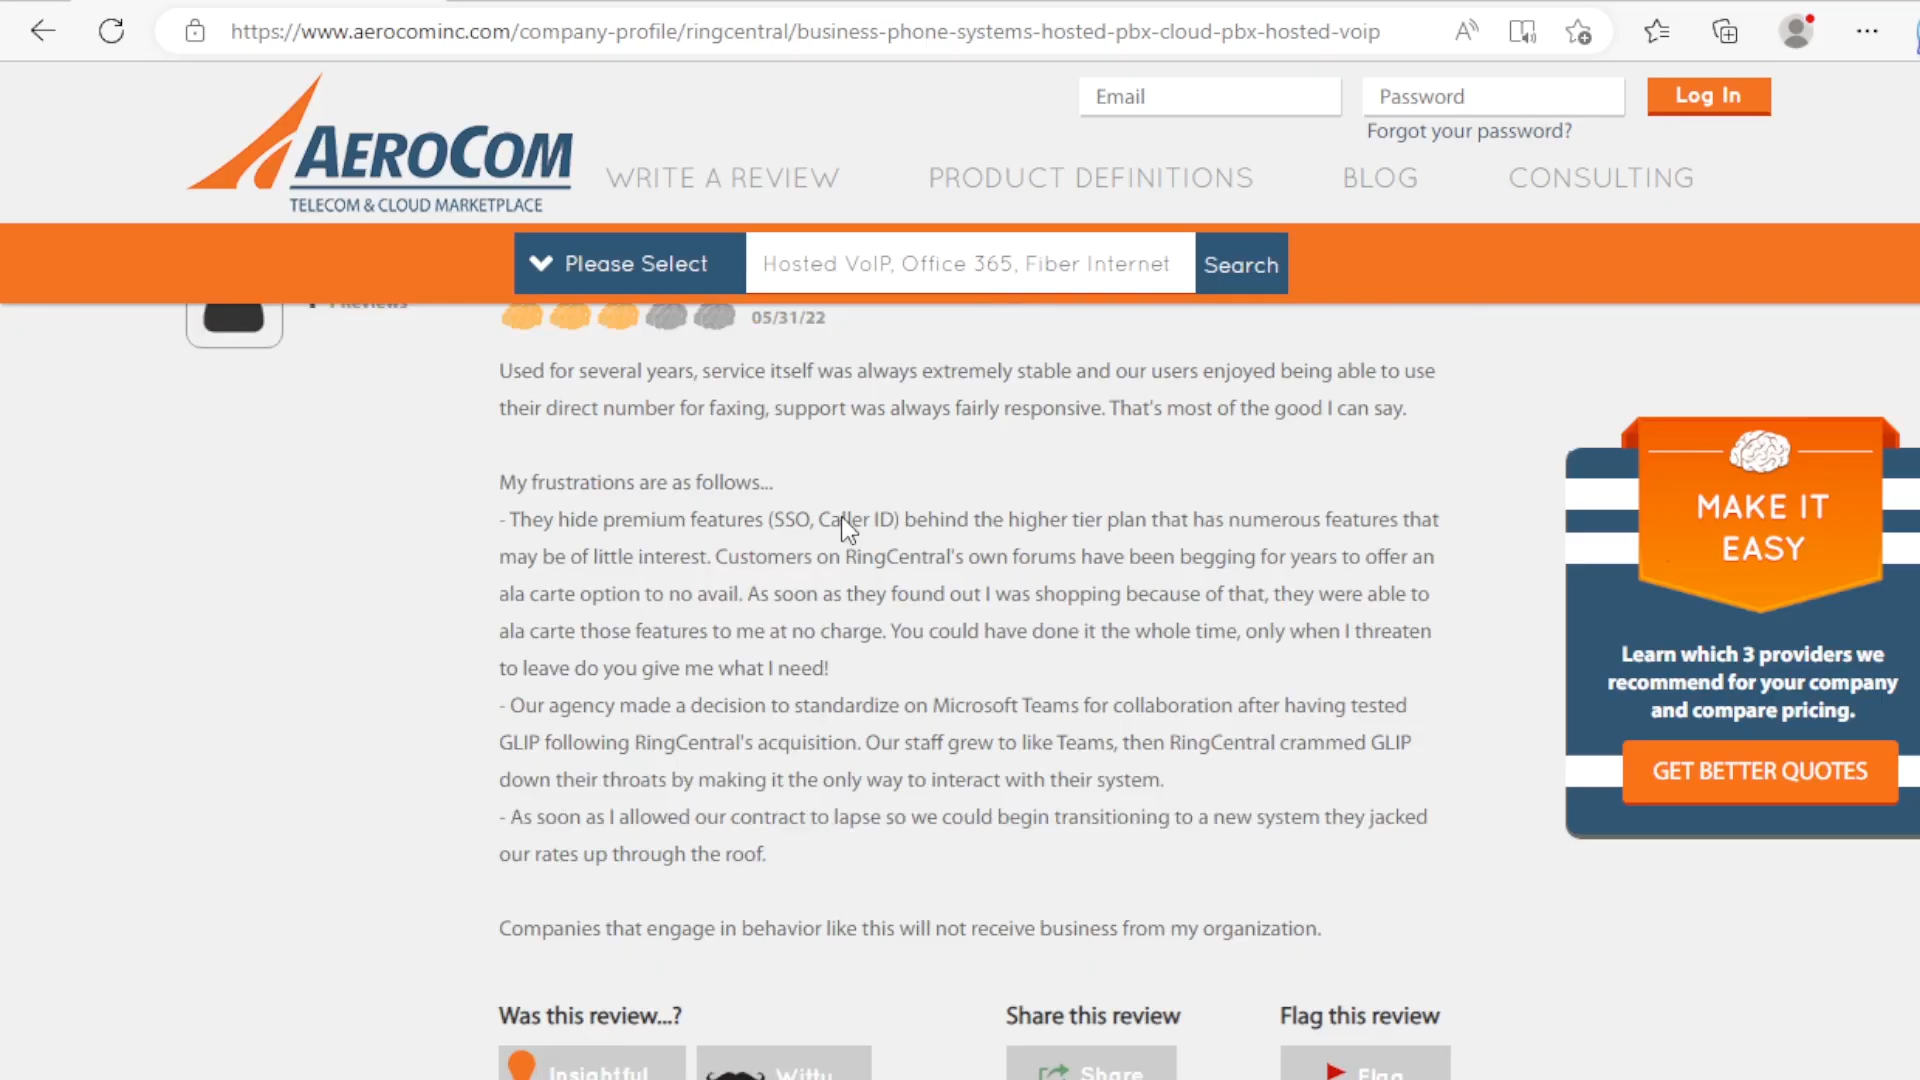 https://www.aerocominc.com/company-profile/ringcentral/business-phone-systems-hosted-pbx-cloud-pbx-hosted-voip
Email
Password
Log In
Forgot your password?
AEROCOM
TELECOM & CLOUD MARKETPLACE
WRITE A REVIEW
PRODUCT DEFINITIONS
BLOG
CONSULTING
Please Select
Hosted VoIP, Office 365, Fiber Internet
Search
Reviews
05/31/22
Used for several years, service itself was always extremely stable and our users enjoyed being able to use
their direct number for faxing, support was always fairly responsive. That's most of the good I can say.
My frustrations are as follows...
- They hide premium features (SSO, Caller ID) behind the higher tier plan that has numerous features that
may be of little interest. Customers on RingCentral's own forums have been begging for years to offer an
ala carte option to no avail. As soon as they found out I was shopping because of that, they were able to
ala carte those features to me at no charge. You could have done it the whole time, only when I threaten
to leave do you give me what I need!
- Our agency made a decision to standardize on Microsoft Teams for collaboration after having tested
GLIP following RingCentral's acquisition. Our staff grew to like Teams, then RingCentral crammed GLIP
down their throats by making it the only way to interact with their system.
- As soon as I allowed our contract to lapse so we could begin transitioning to a new system they jacked
our rates up through the roof.
Companies that engage in behavior like this will not receive business from my organization.
Was this review...?
Share this review
Flag this review
Insightful
Witty
Share
Flag
MAKE IT
EASY
Learn which 3 providers we
recommend for your company
and compare pricing.
GET BETTER QUOTES